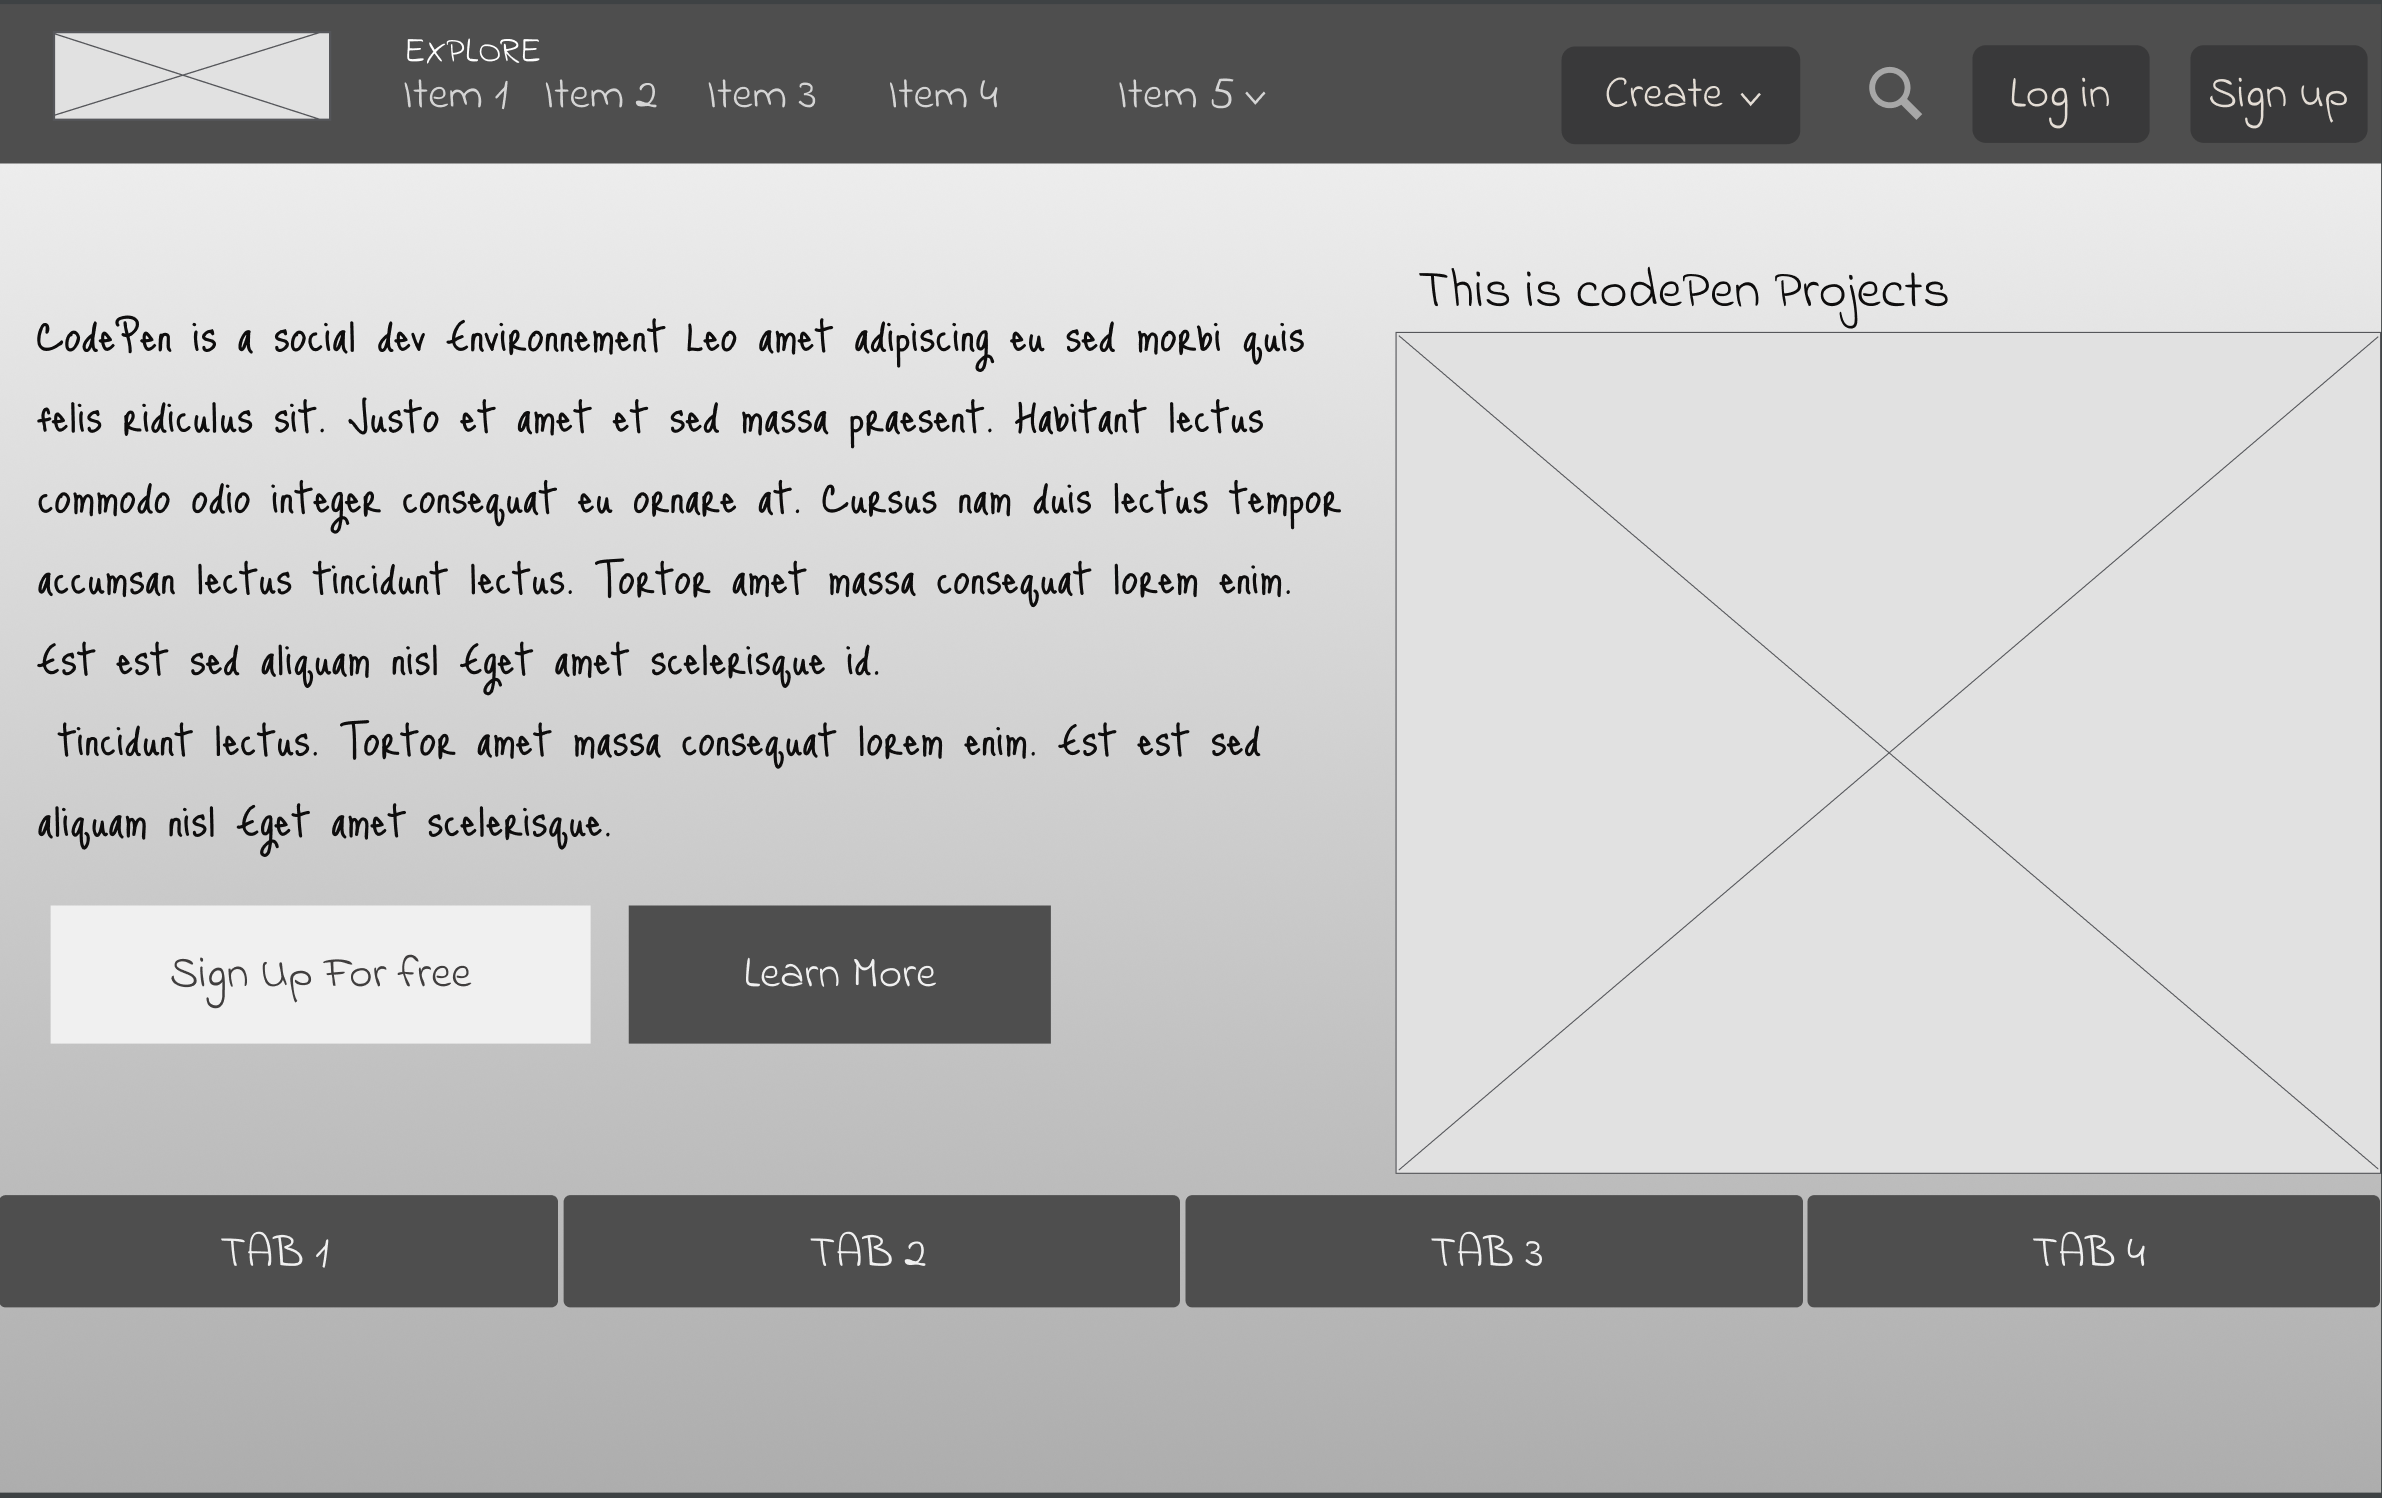 EXPLORE
Item 1 Item 2 Item 3 Item 4 Item 5 Create Log in Sign up
This is codePen Projects
CodePen is a social dev Environnement Leo amet adipiscing eu sed morbi quis
felis ridiculus sit. Justo et amet et sed massa praesent. Habitant lectus
commodo odio integer consequat eu ornare at. Cursus nam duis lectus tempor
accumsan lectus tincidunt lectus. Tortor amet massa consequat lorem enim.
Est est sed aliquam nisl Eget amet scelerisque id.
tincidunt lectus. Tortor amet massa consequat lorem enim. Est est sed
aliquam nisl Eget amet scelerisque.
Sign Up For free Learn More
TAB 1 TAB 2 TAB 3 TAB 4